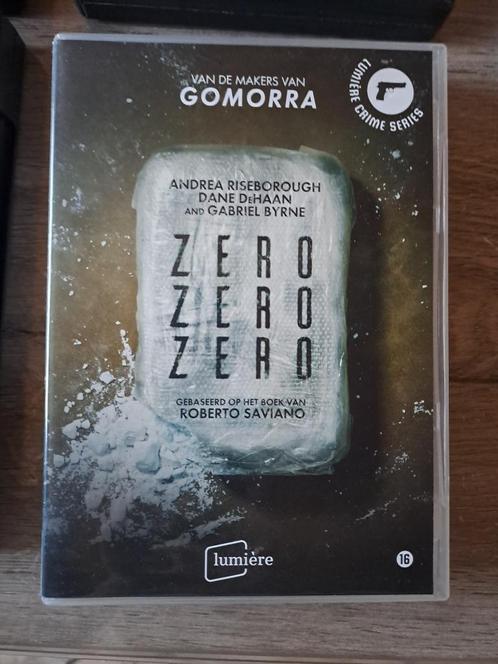 VAN DE MAKERS VAN
GOMORRA
LUMIÈRE CRIME SERIES
ANDREA RISEBOROUGH
DANE DeHAAN
AND GABRIEL BYRNE
ZERO
ZERO
ZERO
GEBASEERD OP HET BOEK VAN
ROBERTO SAVIANO
lumière
16